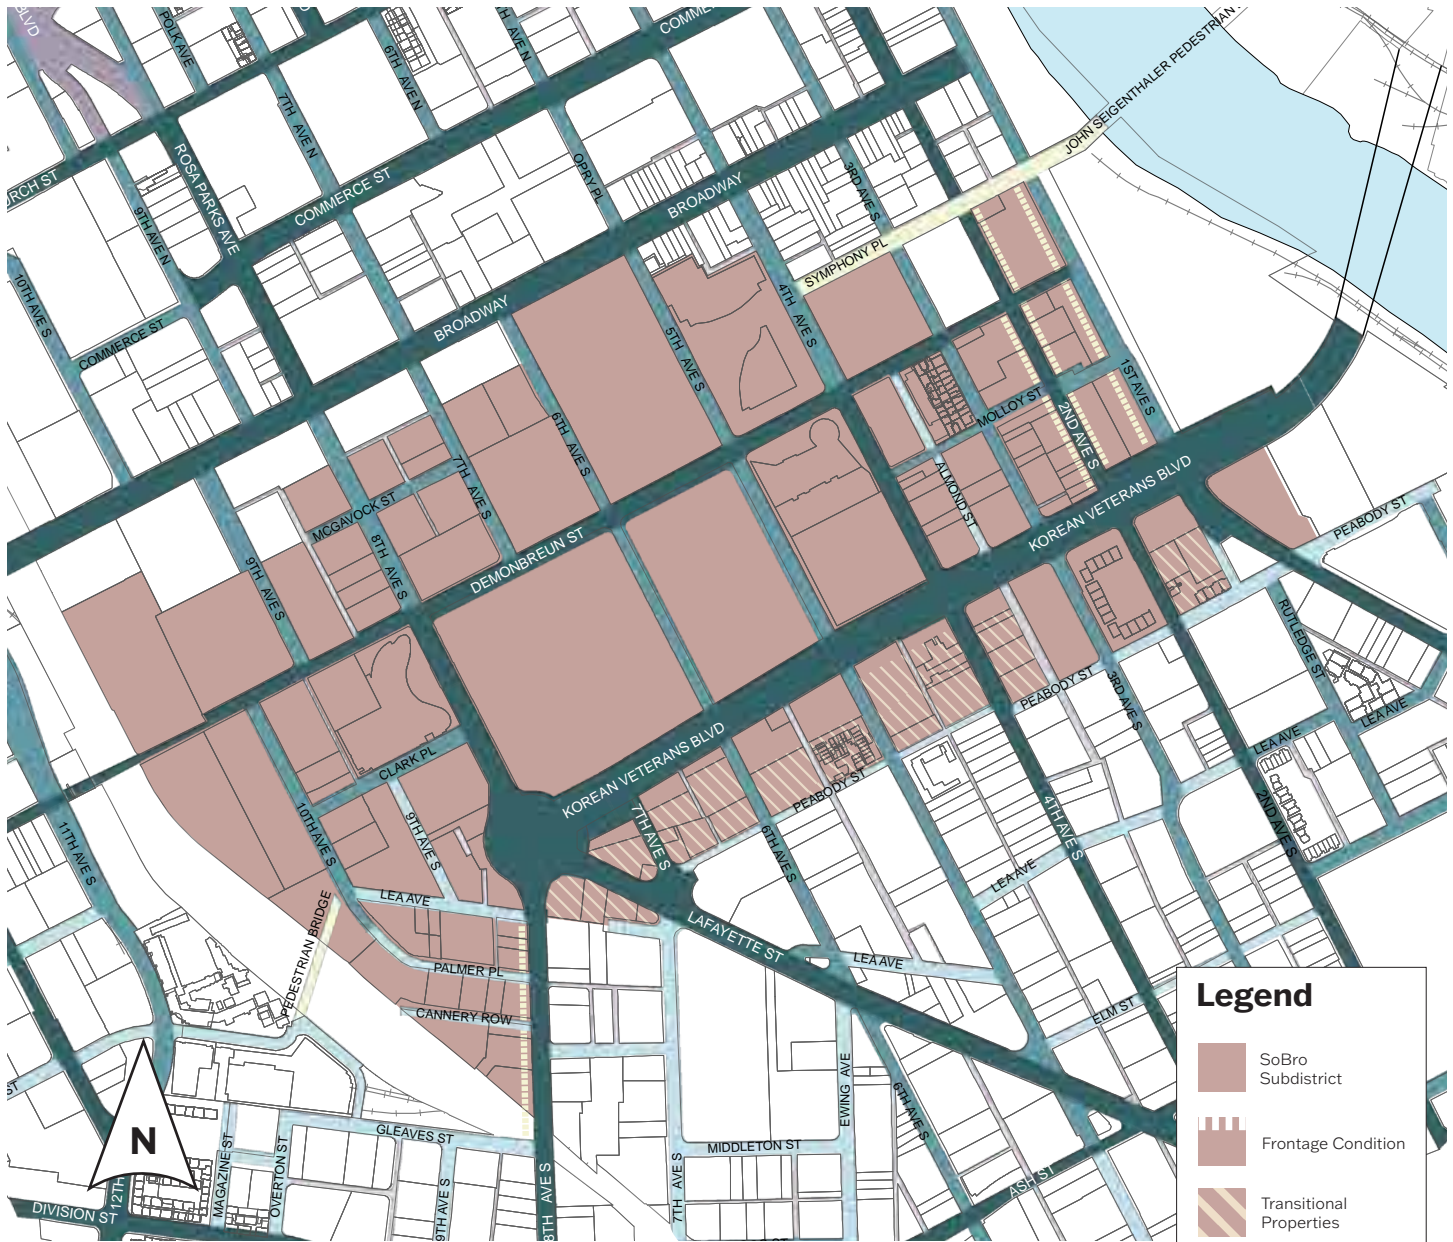 BLVD
POLK AVE
6TH AVE N
7TH AVE N
TH AVE N
COMME
COMMERCE ST
ROSA PARKS AVE
9TH AVE N
URCH ST
OPRY PL
BROADWAY
3RD AVE S
JOHN SEIGENTHALER PEDESTRIAN
SYMPHONY PL
10TH AVE S
COMMERCE ST
BROADWAY
4TH AVE S
5TH AVE S
1ST AVE S
MOLLOY ST
2ND AVE S
6TH AVE S
7TH AVE S
MCGAVOCK ST
8TH AVE S
9TH AVE S
ALMOND ST
KOREAN VETERANS BLVD
PEABODY ST
DEMONBREUN ST
RUTLEDGE ST
PEABODY ST
3RD AVE S
LEA AVE
LEA AVE
CLARK PL
KOREAN VETERANS BLVD
PEABODY ST
10TH AVE S
9TH AVE S
7TH AVE S
6TH AVE S
4TH AVE S
2ND AVE S
11TH AVE S
LEA AVE
LEA AVE
PEDESTRIAN BRIDGE
LAFAYETTE ST
LEA AVE
PALMER PL
CANNERY ROW
ELM ST
EWING AVE
6TH AVE S
ST
GLEAVES ST
MIDDLETON ST
MAGAZINE ST
OVERTON ST
9TH AVE S
8TH AVE S
7TH AVE S
ASH ST
12TH
DIVISION ST
N
Legend
SoBro
Subdistrict
Frontage Condition
Transitional
Properties